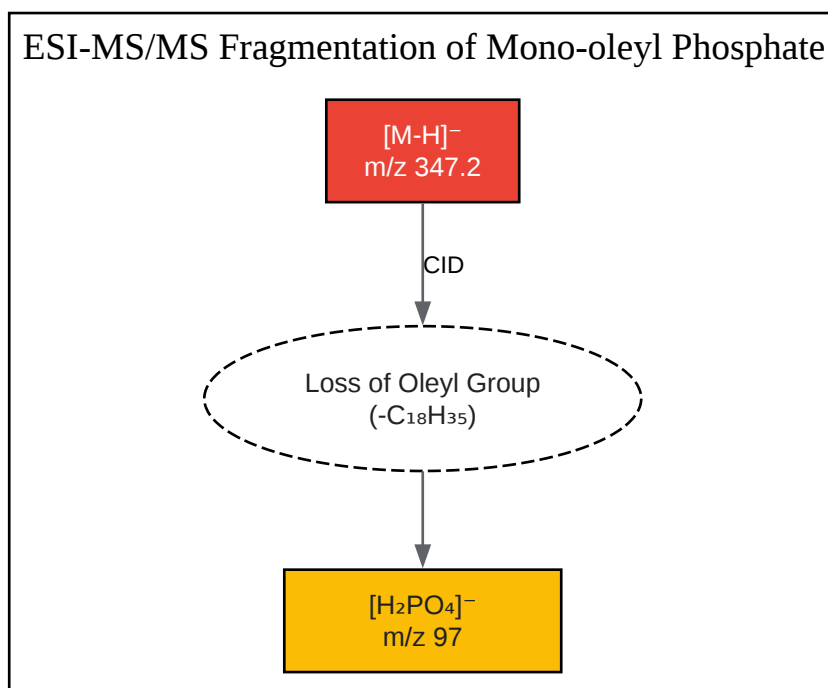 ESI-MS/MS Fragmentation of Mono-oleyl Phosphate
[M-H]⁻
m/z 347.2
CID
Loss of Oleyl Group
(-C₁₈H₃₅)
[H₂PO₄]⁻
m/z 97